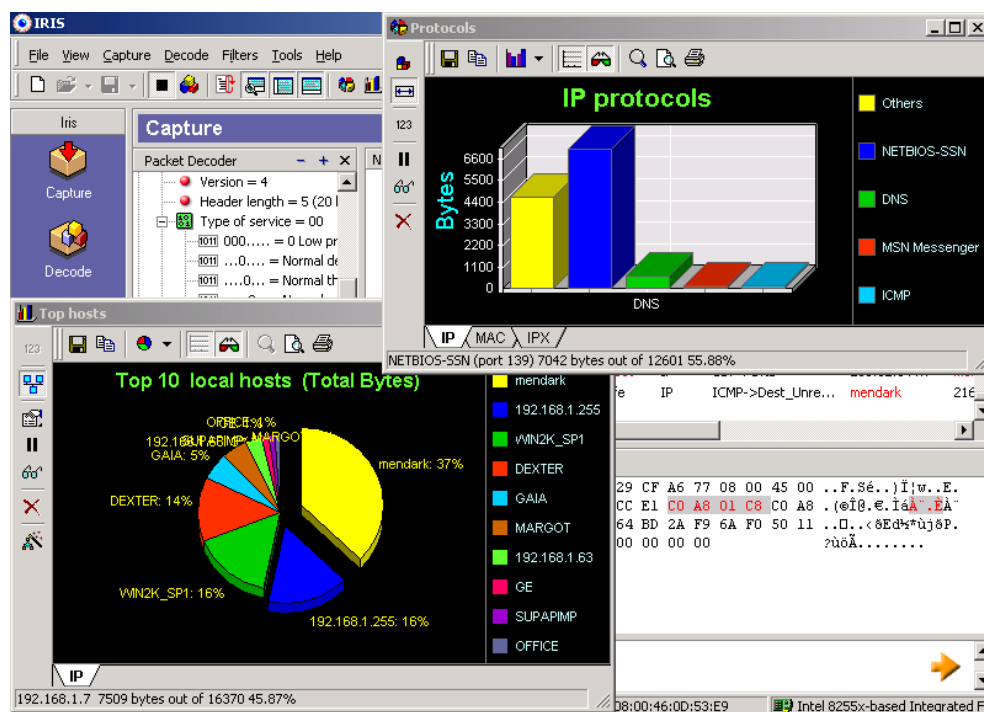 IRIS
File View Capture Decode Filters Tools Help
Iris
Capture
Decode
Capture
Packet Decoder
Version = 4
Header length = 5 (20
Type of service = 00
000..... = 0 Low pr
...0.... = Normal de
....0... = Normal th
Protocols
123
IP protocols
Bytes
6600
5500
4400
3300
2200
1100
0
DNS
Others
NETBIOS-SSN
DNS
MSN Messenger
ICMP
IP MAC IPX
NETBIOS-SSN (port 139) 7042 bytes out of 12601 55.88%
Top hosts
123
Top 10 local hosts (Total Bytes)
mendark: 37%
GAIA: 5%
DEXTER: 14%
WIN2K_SP1: 16%
192.168.1.255: 16%
mendark
192.168.1.255
WIN2K_SP1
DEXTER
GAIA
MARGOT
192.168.1.63
GE
SUPAPIMP
OFFICE
IP
192.168.1.7 7509 bytes out of 16370 45.87%
IP ICMP->Dest_Unre... mendark 216
29 CF A6 77 08 00 45 00 ..F.Sé..)Ï¦w..E.
CC E1 C0 A8 01 C8 C0 A8
64 BD 2A F9 6A F0 50 11
00 00 00 00
08:00:46:0D:53:E9 Intel 8255x-based Integrated F